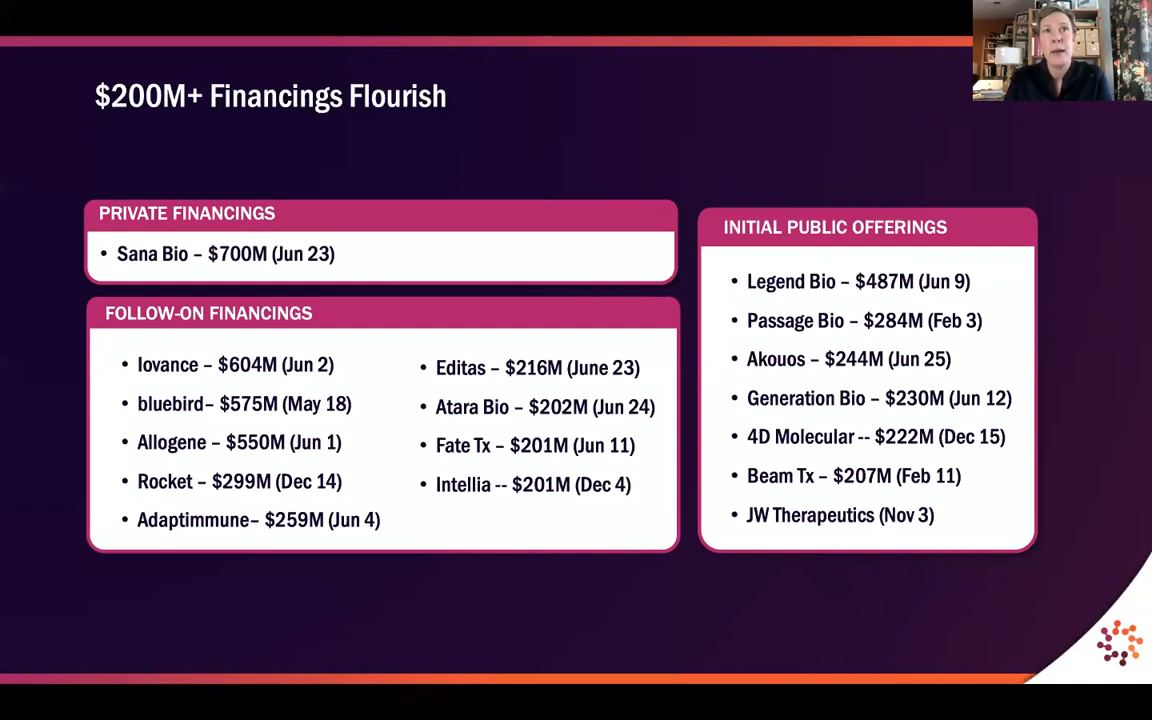 $200M+ Financings Flourish
PRIVATE FINANCINGS
• Sana Bio – $700M (Jun 23)
FOLLOW-ON FINANCINGS
• Iovance – $604M (Jun 2)
• bluebird– $575M (May 18)
• Allogene – $550M (Jun 1)
• Rocket – $299M (Dec 14)
• Adaptimmune– $259M (Jun 4)
• Editas – $216M (June 23)
• Atara Bio – $202M (Jun 24)
• Fate Tx – $201M (Jun 11)
• Intellia -- $201M (Dec 4)
INITIAL PUBLIC OFFERINGS
• Legend Bio – $487M (Jun 9)
• Passage Bio – $284M (Feb 3)
• Akouos – $244M (Jun 25)
• Generation Bio – $230M (Jun 12)
• 4D Molecular -- $222M (Dec 15)
• Beam Tx – $207M (Feb 11)
• JW Therapeutics (Nov 3)